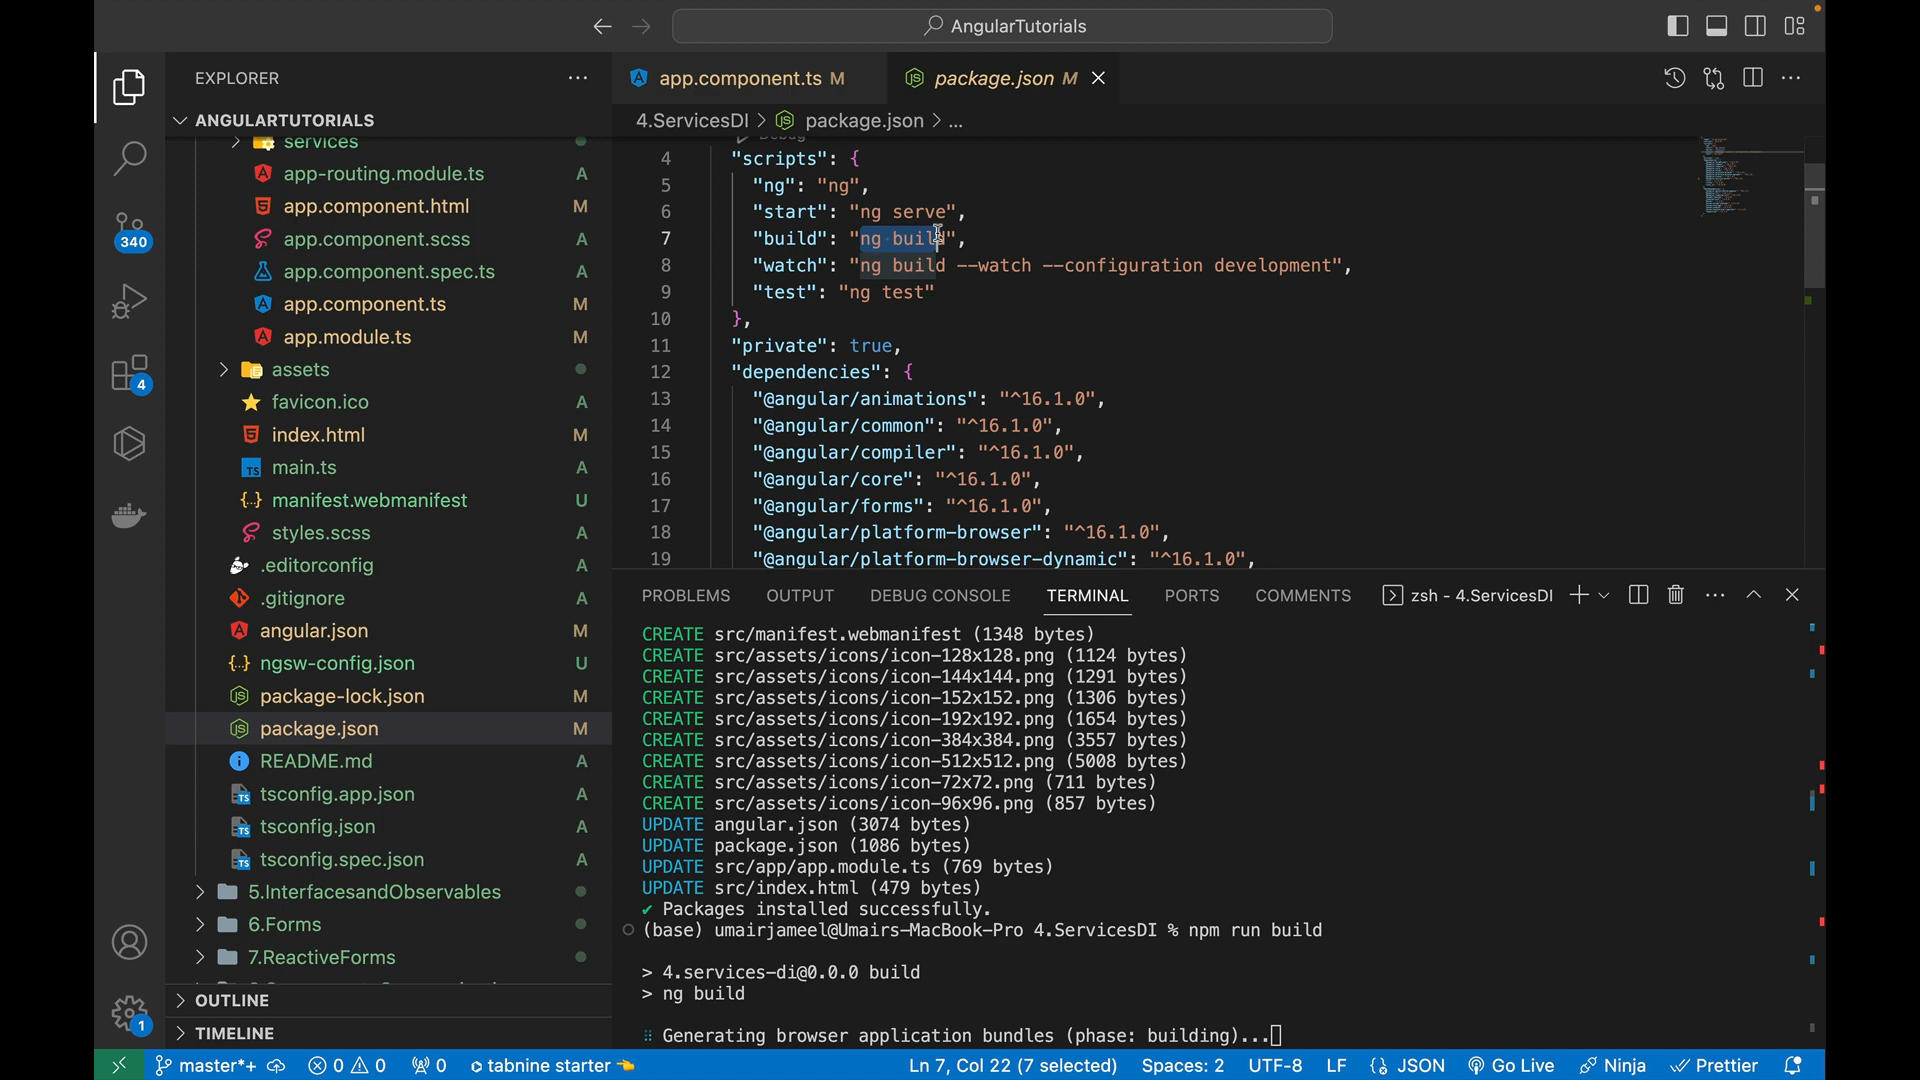 AngularTutorials
EXPLORER
ANGULARTUTORIALS
services
app-routing.module.ts A
app.component.html M
app.component.scss A
app.component.spec.ts A
app.component.ts M
app.module.ts M
assets
favicon.ico A
index.html M
main.ts A
manifest.webmanifest U
styles.scss A
.editorconfig A
.gitignore A
angular.json M
ngsw-config.json U
package-lock.json M
package.json M
README.md A
tsconfig.app.json A
tsconfig.json A
tsconfig.spec.json A
5.InterfacesandObservables
6.Forms
7.ReactiveForms
OUTLINE
TIMELINE
340
4
1
app.component.ts M
package.json M
4.ServicesDI > package.json > ...
4 "scripts": {
5 "ng": "ng",
6 "start": "ng serve",
7 "build": "ng build",
8 "watch": "ng build --watch --configuration development",
9 "test": "ng test"
10 },
11 "private": true,
12 "dependencies": {
13 "@angular/animations": "^16.1.0",
14 "@angular/common": "^16.1.0",
15 "@angular/compiler": "^16.1.0",
16 "@angular/core": "^16.1.0",
17 "@angular/forms": "^16.1.0",
18 "@angular/platform-browser": "^16.1.0",
19 "@angular/platform-browser-dynamic": "^16.1.0",
PROBLEMS OUTPUT DEBUG CONSOLE TERMINAL PORTS COMMENTS zsh - 4.ServicesDI
CREATE src/manifest.webmanifest (1348 bytes)
CREATE src/assets/icons/icon-128x128.png (1124 bytes)
CREATE src/assets/icons/icon-144x144.png (1291 bytes)
CREATE src/assets/icons/icon-152x152.png (1306 bytes)
CREATE src/assets/icons/icon-192x192.png (1654 bytes)
CREATE src/assets/icons/icon-384x384.png (3557 bytes)
CREATE src/assets/icons/icon-512x512.png (5008 bytes)
CREATE src/assets/icons/icon-72x72.png (711 bytes)
CREATE src/assets/icons/icon-96x96.png (857 bytes)
UPDATE angular.json (3074 bytes)
UPDATE package.json (1086 bytes)
UPDATE src/app/app.module.ts (769 bytes)
UPDATE src/index.html (479 bytes)
✔ Packages installed successfully.
(base) umairjameel@Umairs-MacBook-Pro 4.ServicesDI % npm run build
> 4.services-di@0.0.0 build
> ng build
Generating browser application bundles (phase: building)...
master*+ 0 0 0 tabnine starter Ln 7, Col 22 (7 selected) Spaces: 2 UTF-8 LF {} JSON Go Live Ninja Prettier